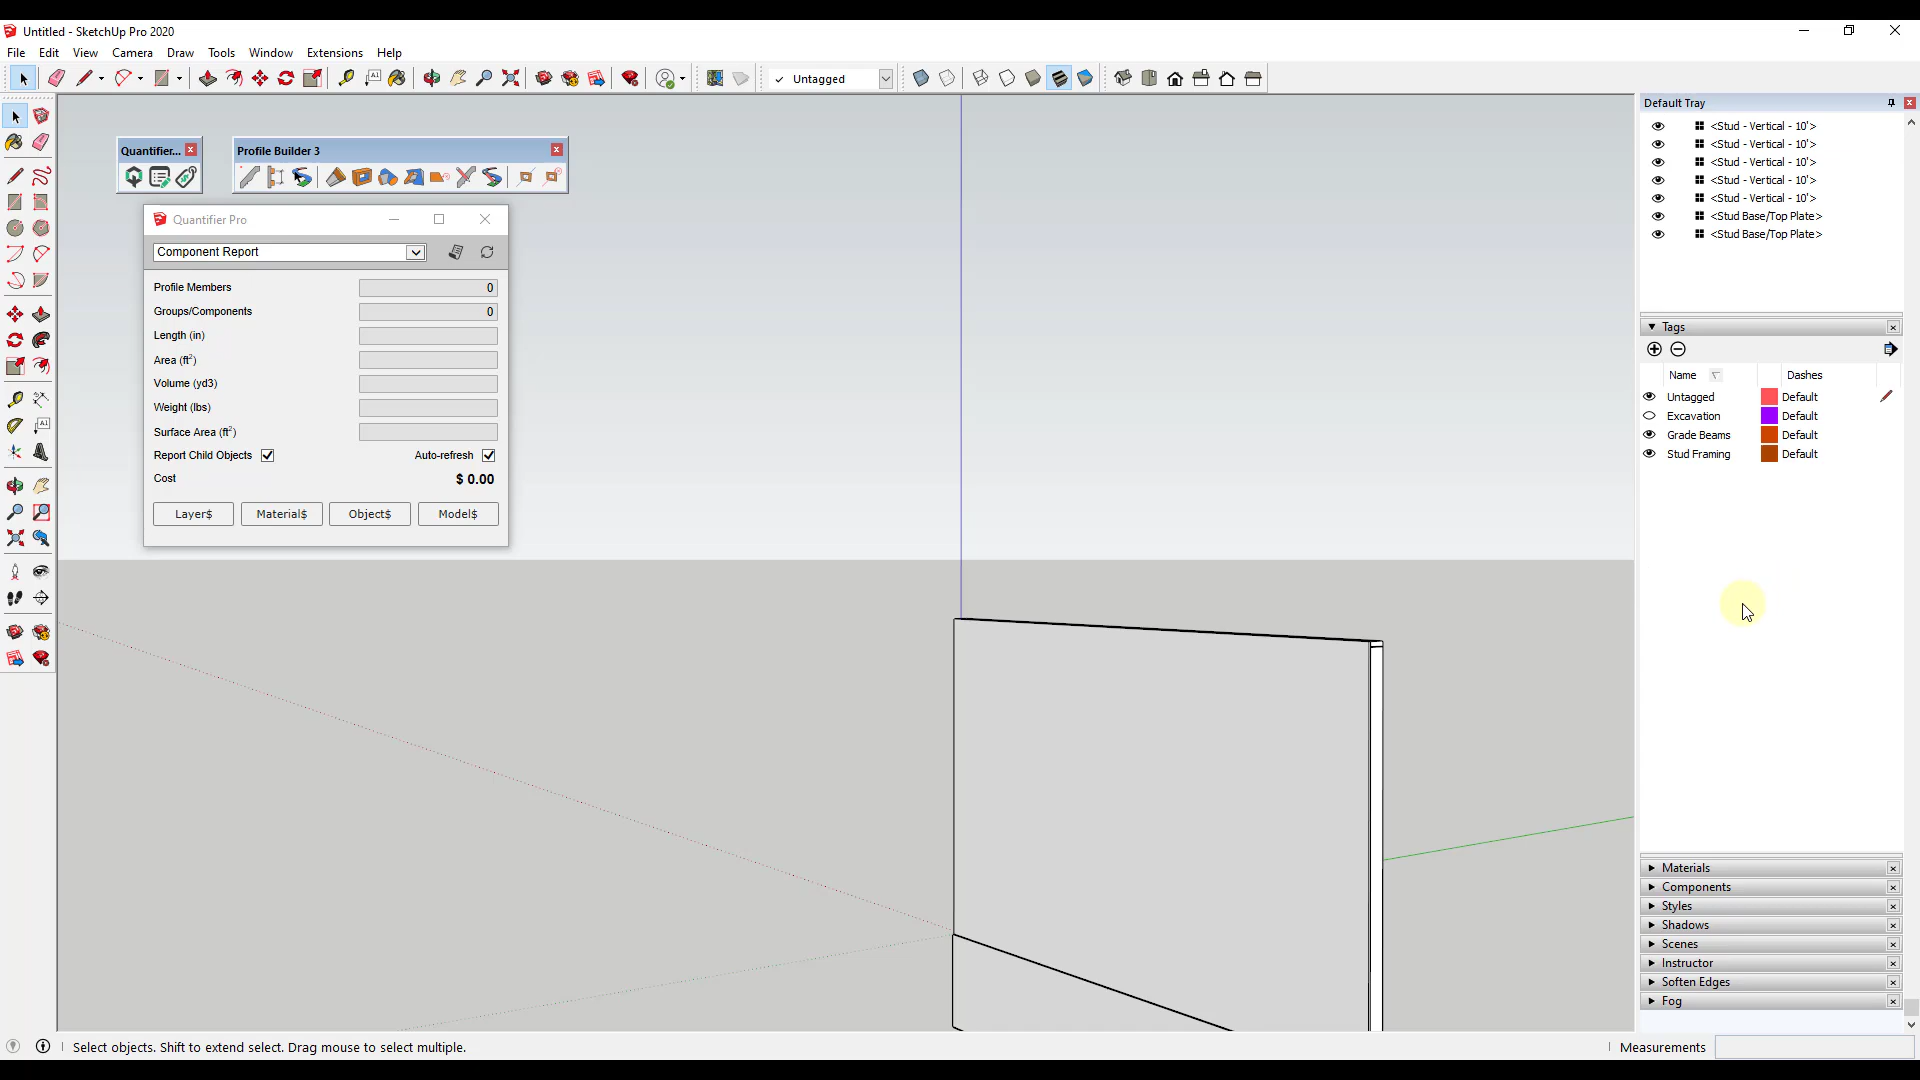 Untitled - SketchUp Pro 2020
File Edit View Camera Draw Tools Window Extensions Help
A1 Untagged
Default Tray
<Stud - Vertical - 10'>
<Stud - Vertical - 10'>
<Stud - Vertical - 10'>
<Stud - Vertical - 10'>
<Stud - Vertical - 10'>
<Stud Base/Top Plate>
<Stud Base/Top Plate>
Quantifier...
Profile Builder 3
Quantifier Pro
Component Report
Profile Members 0
Groups/Components 0
Length (in)
Area (ft²)
Volume (yd3)
Weight (lbs)
Surface Area (ft²)
Report Child Objects Auto-refresh
Cost $ 0.00
Layer$ Material$ Object$ Model$
A1
Tags
Name Dashes
Untagged Default
Excavation Default
Grade Beams Default
Stud Framing Default
Materials
Components
Styles
Shadows
Scenes
Instructor
Soften Edges
Fog
Select objects. Shift to extend select. Drag mouse to select multiple.
Measurements